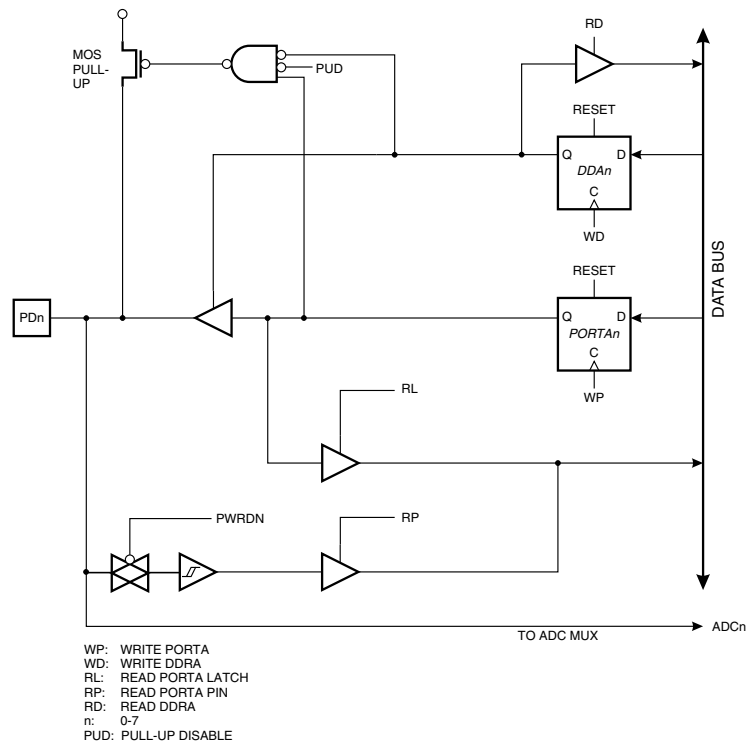 RD
MOS
PULL-
UP
PUD
RESET
Q D
DDAn
C
WD
DATA BUS
RESET
PDn
Q D
PORTAn
C
WP
RL
PWRDN
RP
TO ADC MUX
ADCn
WP: WRITE PORTA
WD: WRITE DDRA
RL: READ PORTA LATCH
RP: READ PORTA PIN
RD: READ DDRA
n: 0-7
PUD: PULL-UP DISABLE